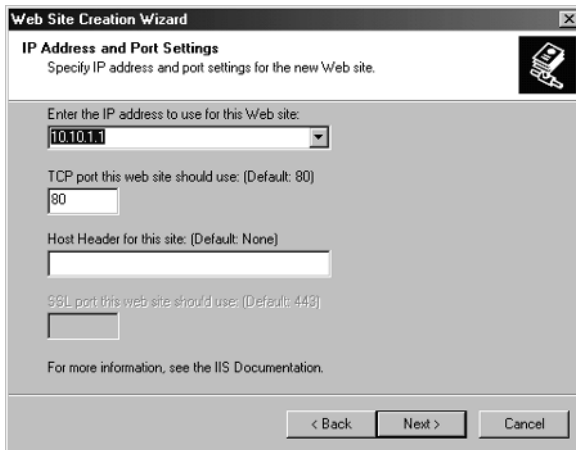 Web Site Creation Wizard
IP Address and Port Settings
Specify IP address and port settings for the new Web site.
Enter the IP address to use for this Web site:
10.10.1.1
TCP port this web site should use: (Default: 80)
80
Host Header for this site: (Default: None)
SSL port this web site should use: (Default: 443)
For more information, see the IIS Documentation.
< Back
Next >
Cancel